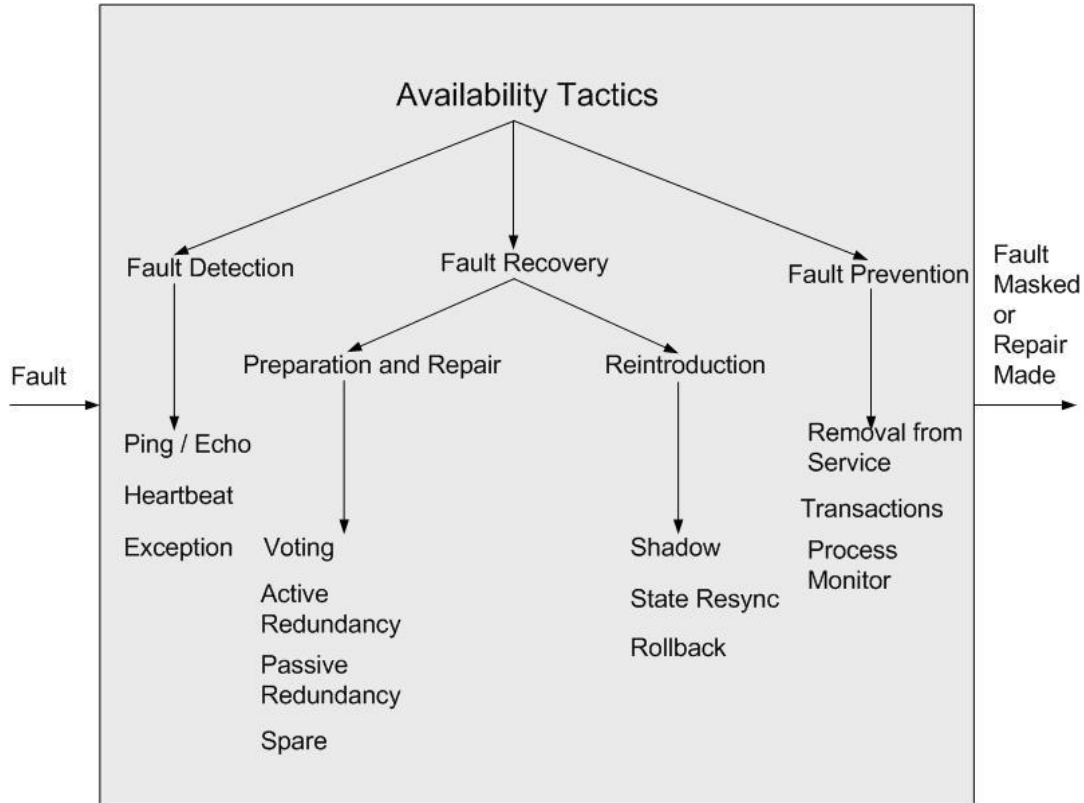 Availability Tactics
Fault Detection
Fault Recovery
Fault Prevention
Fault
Masked
or
Repair
Made
Fault
Preparation and Repair
Reintroduction
Ping / Echo
Heartbeat
Exception
Voting
Active
Redundancy
Passive
Redundancy
Spare
Shadow
State Resync
Rollback
Removal from
Service
Transactions
Process
Monitor